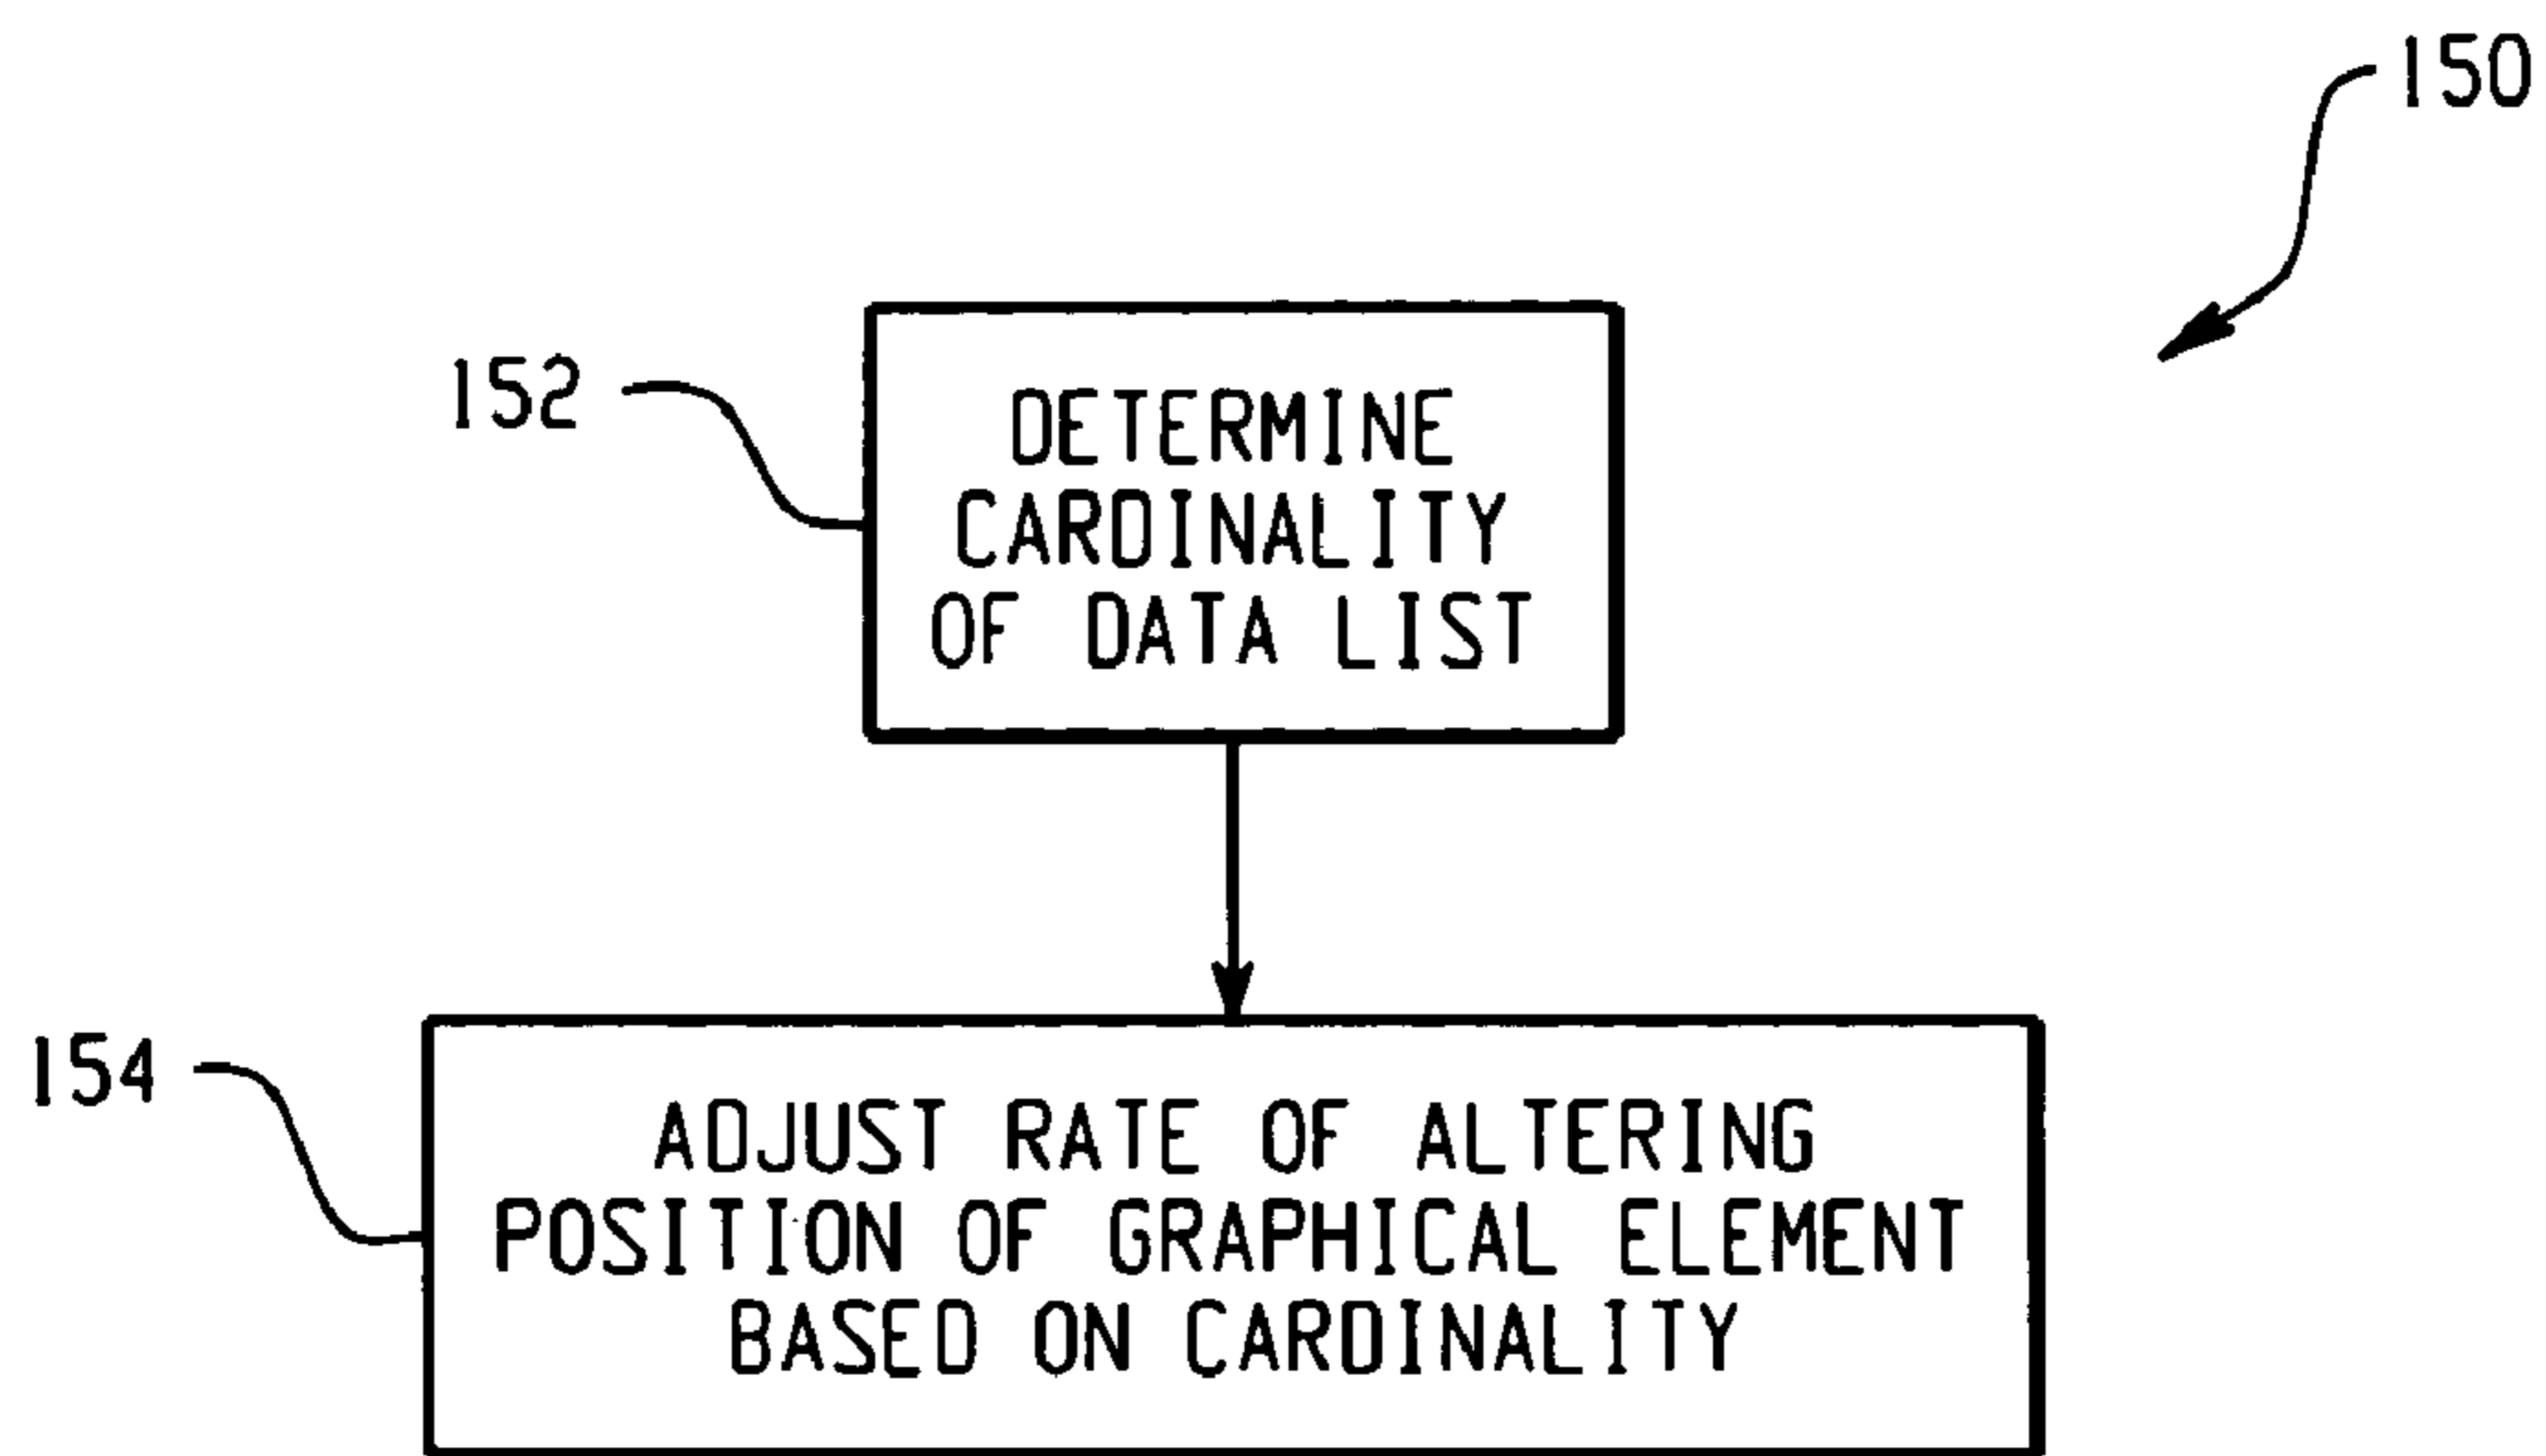 150
152
DETERMINE
CARDINALITY
OF DATA LIST
154
ADJUST RATE OF ALTERING
POSITION OF GRAPHICAL ELEMENT
BASED ON CARDINALITY